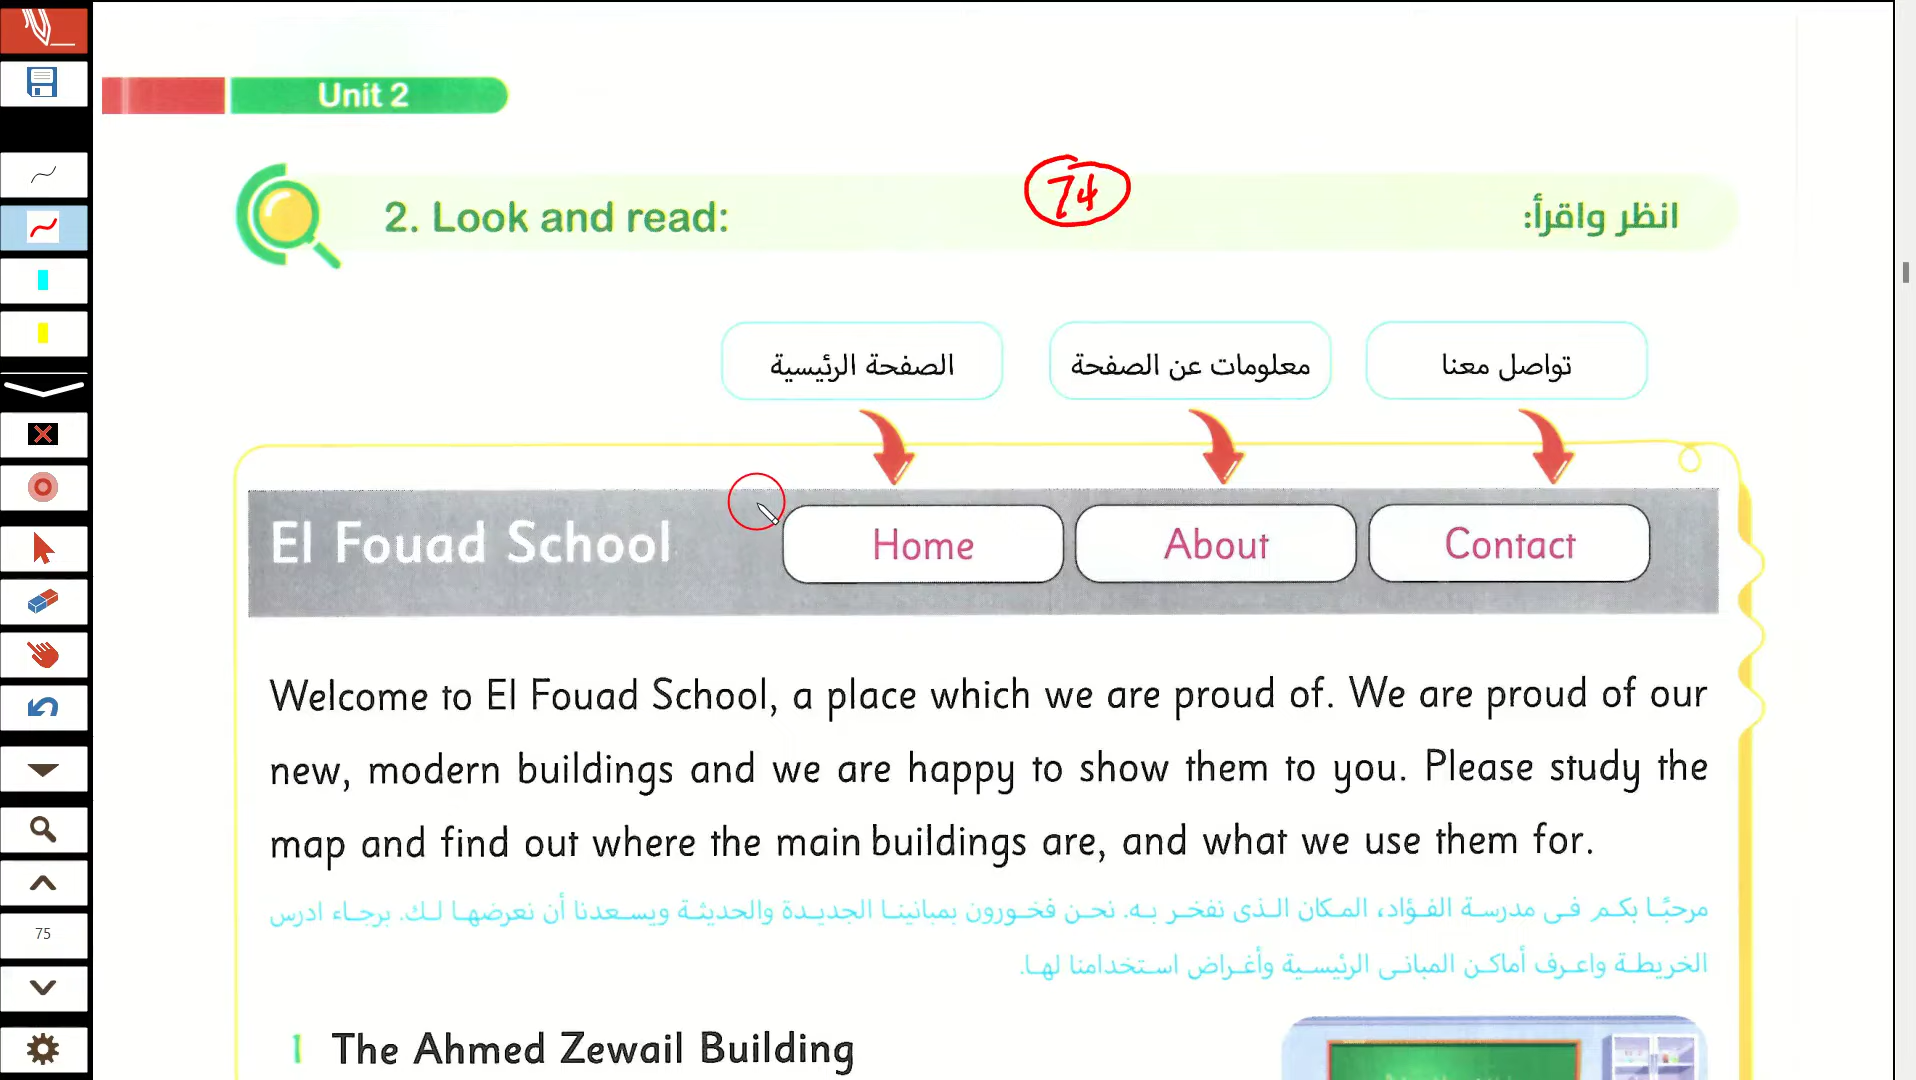 Unit 2
74
2. Look and read:
انظر واقرأ:
الصفحة الرئيسية
معلومات عن الصفحة
تواصل معنا
El Fouad School
Home
About
Contact
Welcome to El Fouad School, a place which we are proud of. We are proud of our
new, modern buildings and we are happy to show them to you. Please study the
map and find out where the main buildings are, and what we use them for.
مرحبًا بكم فى مدرسة الفؤاد، المكان الذى نفخر به. نحن فخورون بمبانينا الجديدة والحديثة ويسعدنا أن نعرضها لك. برجاء ادرس
الخريطة واعرف أماكن المبانى الرئيسية وأغراض استخدامنا لها.
1 The Ahmed Zewail Building
75